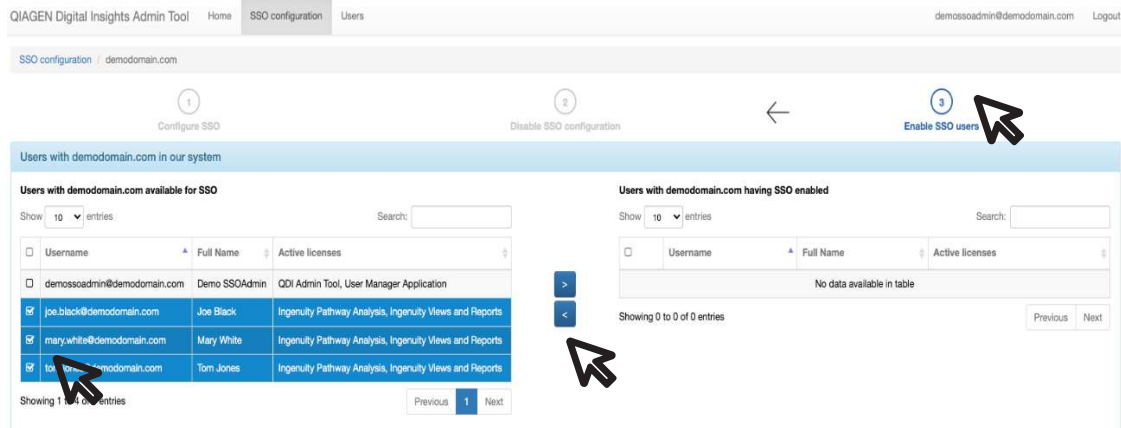 QIAGEN Digital Insights Admin Tool Home SSO configuration Users demossoadmin@demodomain.com Logout
SSO configuration / demodomain.com
1 2 3
Configure SSO Disable SSO configuration Enable SSO users
Users with demodomain.com in our system
Users with demodomain.com available for SSO
Show 10 entries Search:
Username Full Name Active licenses
demossoadmin@demodomain.com Demo SSOAdmin QDI Admin Tool, User Manager Application
joe.black@demodomain.com Joe Black Ingenuity Pathway Analysis, Ingenuity Views and Reports
mary.white@demodomain.com Mary White Ingenuity Pathway Analysis, Ingenuity Views and Reports
Tom Jones Ingenuity Pathway Analysis, Ingenuity Views and Reports
Showing 1 entries Previous 1 Next
> 
<
Users with demodomain.com having SSO enabled
Show 10 entries Search:
Username Full Name Active licenses
No data available in table
Showing 0 to 0 of 0 entries Previous Next